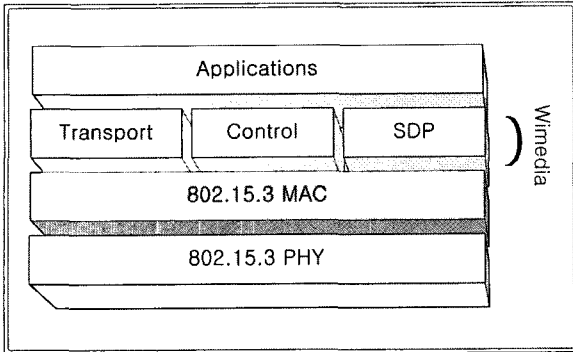 Applications
Transport
Control
SDP
Wimedia
802.15.3 MAC
802.15.3 PHY